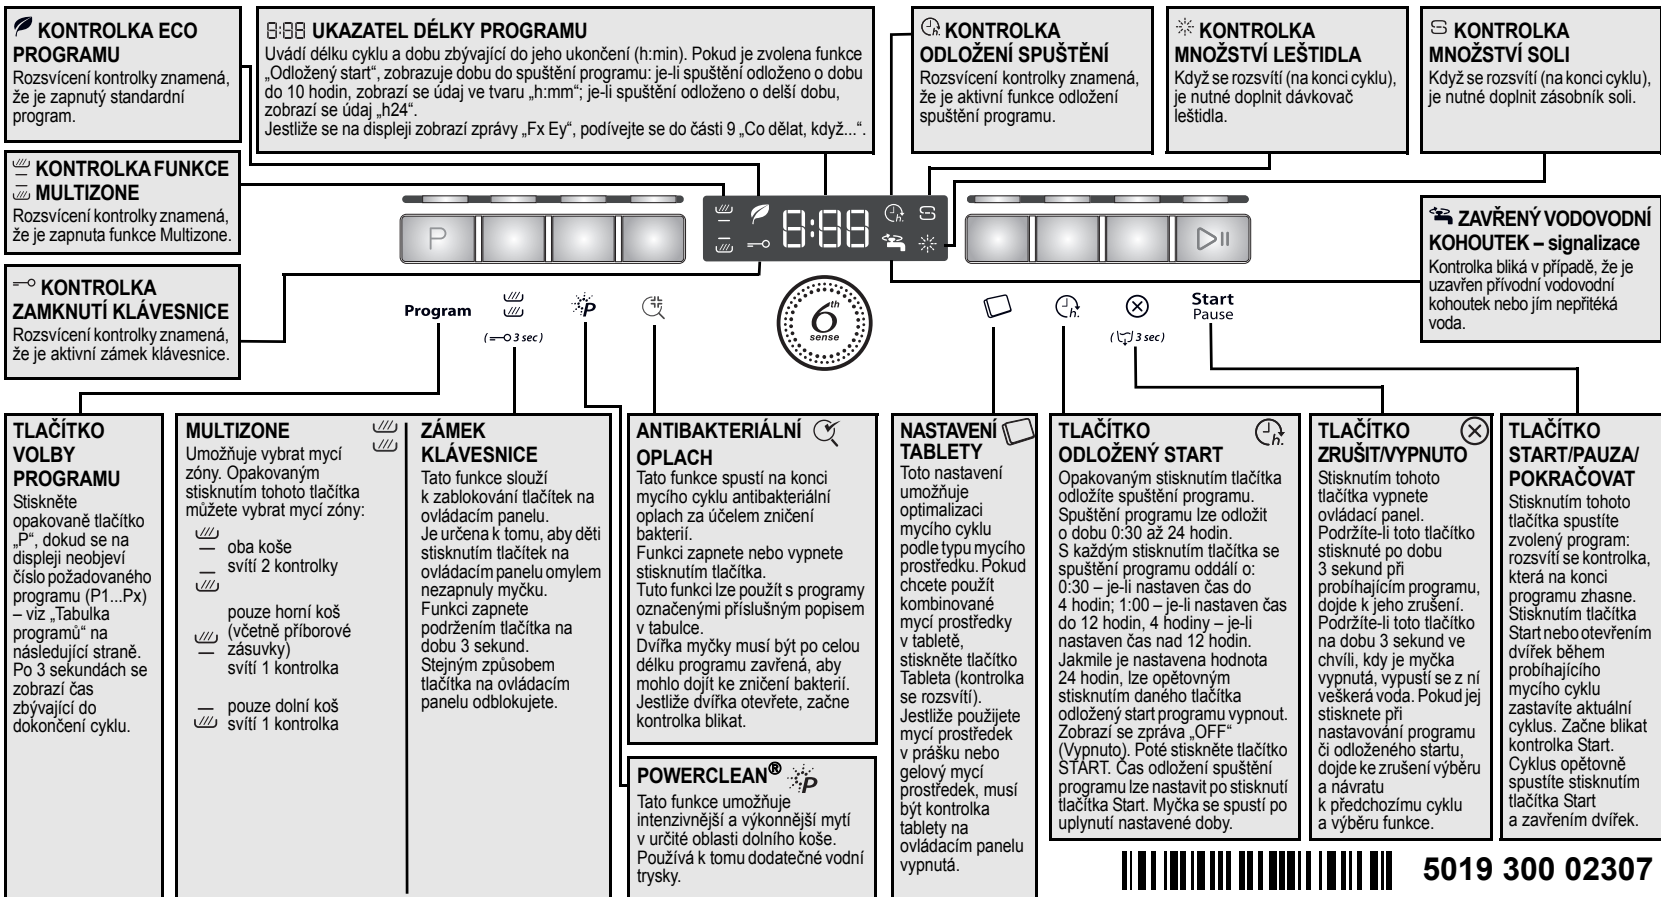 KONTROLKA ECO
PROGRAMU
Rozsvícení kontrolky znamená,
že je zapnutý standardní
program.
8:88 UKAZATEL DÉLKY PROGRAMU
Uvádí délku cyklu a dobu zbývající do jeho ukončení (h:min). Pokud je zvolena funkce
„Odložený start“, zobrazuje dobu do spuštění programu: je-li spuštění odloženo o dobu
do 10 hodin, zobrazí se údaj ve tvaru „h:mm“; je-li spuštění odloženo o delší dobu,
zobrazí se údaj „h24“.
Jestliže se na displeji zobrazí zprávy „Fx Ey“, podívejte se do části 9 „Co dělat, když...“.
h. KONTROLKA
ODLOŽENÍ SPUŠTĚNÍ
Rozsvícení kontrolky znamená,
že je aktivní funkce odložení
spuštění programu.
KONTROLKA
MNOŽSTVÍ LEŠTIDLA
Když se rozsvítí (na konci cyklu),
je nutné doplnit dávkovač
leštidla.
KONTROLKA
MNOŽSTVÍ SOLI
Když se rozsvítí (na konci cyklu),
je nutné doplnit zásobník soli.
KONTROLKA FUNKCE
MULTIZONE
Rozsvícení kontrolky znamená,
že je zapnuta funkce Multizone.
KONTROLKA
ZAMKNUTÍ KLÁVESNICE
Rozsvícení kontrolky znamená,
že je aktivní zámek klávesnice.
P
8:88
h.
ZAVŘENÝ VODOVODNÍ
KOHOUTEK – signalizace
Kontrolka bliká v případě, že je
uzavřen přívodní vodovodní
kohoutek nebo jím nepřitéká
voda.
Program
(3 sec)
P
6th
sense
h.
(3 sec)
Start
Pause
TLAČÍTKO
VOLBY
PROGRAMU
Stiskněte
opakovaně tlačítko
„P“, dokud se na
displeji neobjeví
číslo požadovaného
programu (P1...Px)
– viz „Tabulka
programů“ na
následující straně.
Po 3 sekundách se
zobrazí čas
zbývající do
dokončení cyklu.
MULTIZONE
Umožňuje vybrat mycí
zóny. Opakovaným
stisknutím tohoto tlačítka
můžete vybrat mycí zóny:
oba koše
svítí 2 kontrolky
pouze horní koš
(včetně příborové
zásuvky)
svítí 1 kontrolka
pouze dolní koš
svítí 1 kontrolka
ZÁMEK
KLÁVESNICE
Tato funkce slouží
k zablokování tlačítek na
ovládacím panelu.
Je určena k tomu, aby děti
stisknutím tlačítek na
ovládacím panelu omylem
nezapnuly myčku.
Funkci zapnete
podržením tlačítka na
dobu 3 sekund.
Stejným způsobem
tlačítka na ovládacím
panelu odblokujete.
ANTIBAKTERIÁLNÍ
OPLACH
Tato funkce spustí na konci
mycího cyklu antibakteriální
oplach za účelem zničení
bakterií.
Funkci zapnete nebo vypnete
stisknutím tlačítka.
Tuto funkci lze použít s programy
označenými příslušným popisem
v tabulce.
Dvířka myčky musí být po celou
délku programu zavřená, aby
mohlo dojít ke zničení bakterií.
Jestliže dvířka otevřete, začne
kontrolka blikat.
POWERCLEAN® P
Tato funkce umožňuje
intenzivnější a výkonnější mytí
v určité oblasti dolního koše.
Používá k tomu dodatečné vodní
trysky.
NASTAVENÍ
TABLETY
Toto nastavení
umožňuje
optimalizaci
mycího cyklu
podle typu mycího
prostředku. Pokud
chcete použít
kombinované
mycí prostředky
v tabletě,
stiskněte tlačítko
Tableta (kontrolka
se rozsvítí).
Jestliže použijete
mycí prostředek
v prášku nebo
gelový mycí
prostředek, musí
být kontrolka
tablety na
ovládacím panelu
vypnutá.
TLAČÍTKO h.
ODLOŽENÝ START
Opakovaným stisknutím tlačítka
odložíte spuštění programu.
Spuštění programu lze odložit
o dobu 0:30 až 24 hodin.
S každým stisknutím tlačítka se
spuštění programu oddálí o:
0:30 – je-li nastaven čas do
4 hodin; 1:00 – je-li nastaven čas
do 12 hodin, 4 hodiny – je-li
nastaven čas nad 12 hodin.
Jakmile je nastavena hodnota
24 hodin, lze opětovným
stisknutím daného tlačítka
odložený start programu vypnout.
Zobrazí se zpráva „OFF“
(Vypnuto). Poté stiskněte tlačítko
START. Čas odložení spuštění
programu lze nastavit po stisknutí
tlačítka Start. Myčka se spustí po
uplynutí nastavené doby.
TLAČÍTKO
ZRUŠIT/VYPNUTO
Stisknutím tohoto
tlačítka vypnete
ovládací panel.
Podržíte-li toto tlačítko
stisknuté po dobu
3 sekund při
probíhajícím programu,
dojde k jeho zrušení.
Podržíte-li toto tlačítko
na dobu 3 sekund ve
chvíli, kdy je myčka
vypnutá, vypustí se z ní
veškerá voda. Pokud jej
stisknete při
nastavování programu
či odloženého startu,
dojde ke zrušení výběru
a návratu
k předchozímu cyklu
a výběru funkce.
TLAČÍTKO
START/PAUZA/
POKRAČOVAT
Stisknutím tohoto
tlačítka spustíte
zvolený program:
rozsvítí se kontrolka,
která na konci
programu zhasne.
Stisknutím tlačítka
Start nebo otevřením
dvířek během
probíhajícího
mycího cyklu
zastavíte aktuální
cyklus. Začne blikat
kontrolka Start.
Cyklus opětovně
spustíte stisknutím
tlačítka Start
a zavřením dvířek.
5019 300 02307